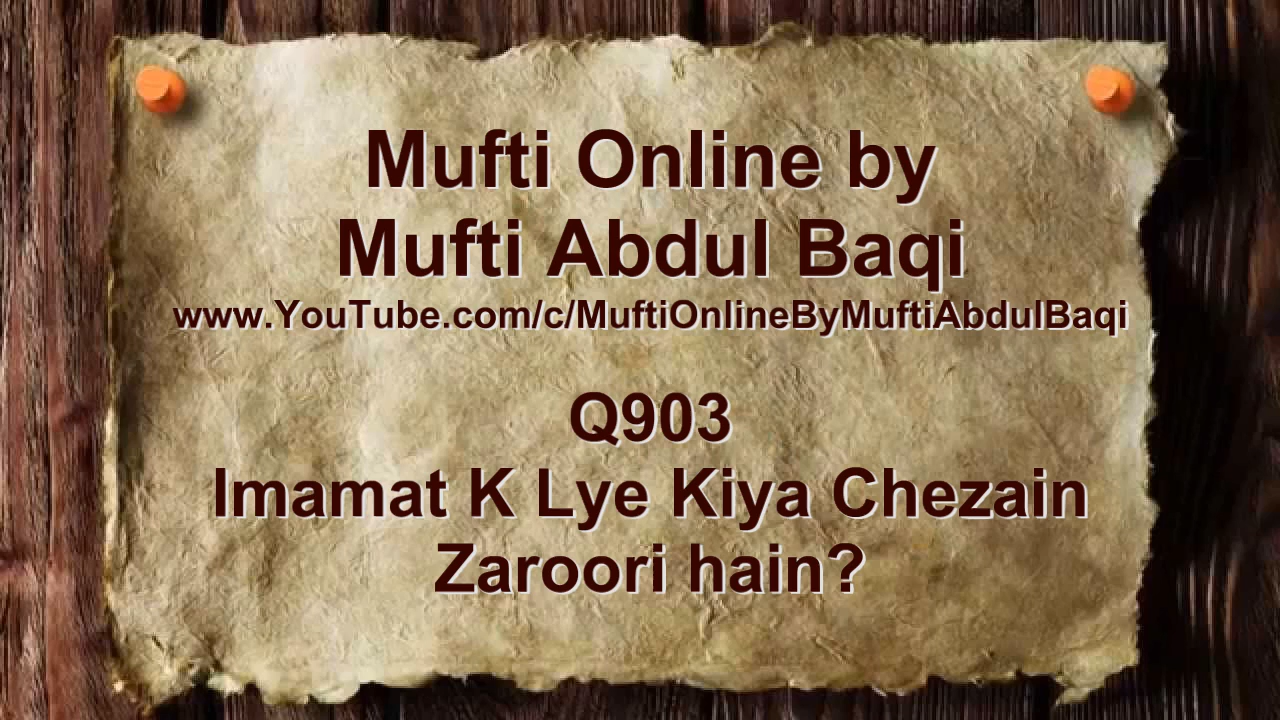 Mufti Online by
Mufti Abdul Baqi
www.YouTube.com/c/MuftiOnlineByMuftiAbdulBaqi
Q903
Imamat K Lye Kiya Chezain
Zaroori hain?